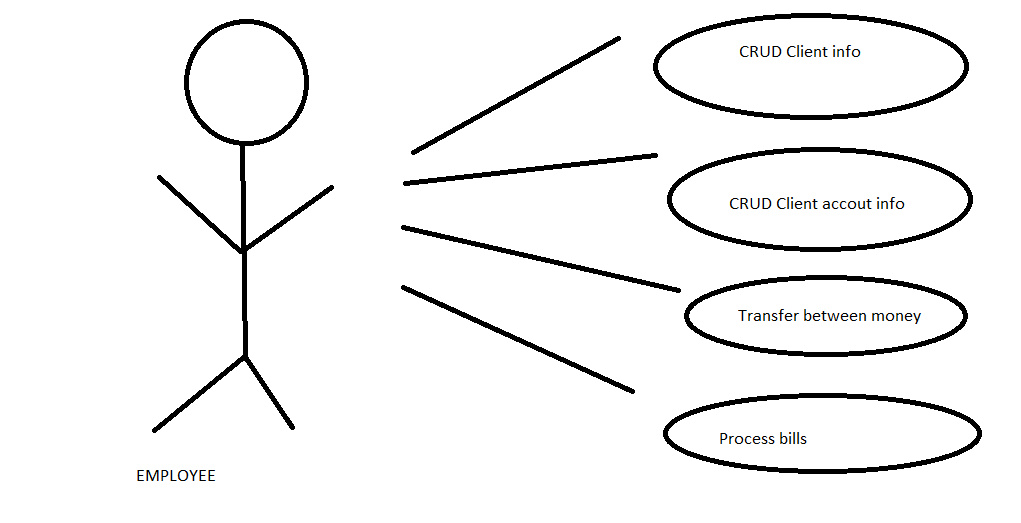 CRUD Client info
CRUD Client accout info
Transfer between money
Process bills
EMPLOYEE